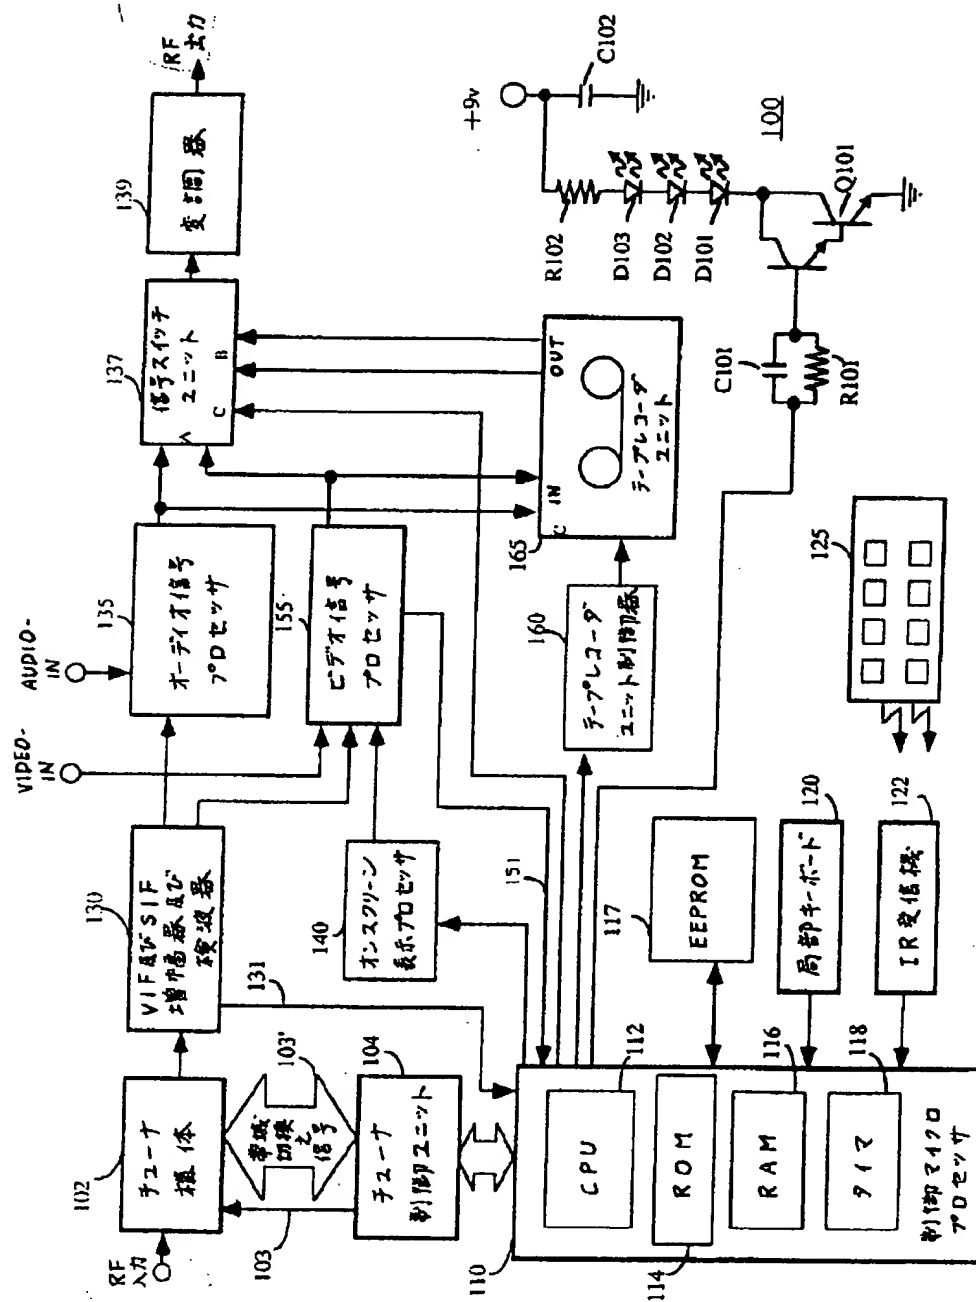 RF
入力
102
チューナ
機体
103
帯域
切換え
信号
103'
104
チューナ
制御ユニット
130
VIF及びSIF
増幅器及び
検波器
131
VIDEO-
IN
AUDIO-
IN
135
オーディオ信号
プロセッサ
155
ビデオ信号
プロセッサ
140
オンスクリーン
表示プロセッサ
137
信号スイッチ
ユニット
A
C
B
139
変調器
RF
出力
151
160
テープレコーダ
ユニット制御器
165
C
IN
OUT
テープレコーダ
ユニット
+9v
C102
R102
D103
D102
D101
100
Q101
C101
R101
110
112
CPU
114
ROM
116
RAM
118
タイマ
制御マイクロ
プロセッサ
117
EEPROM
120
局部キーボード
122
IR受信機
125